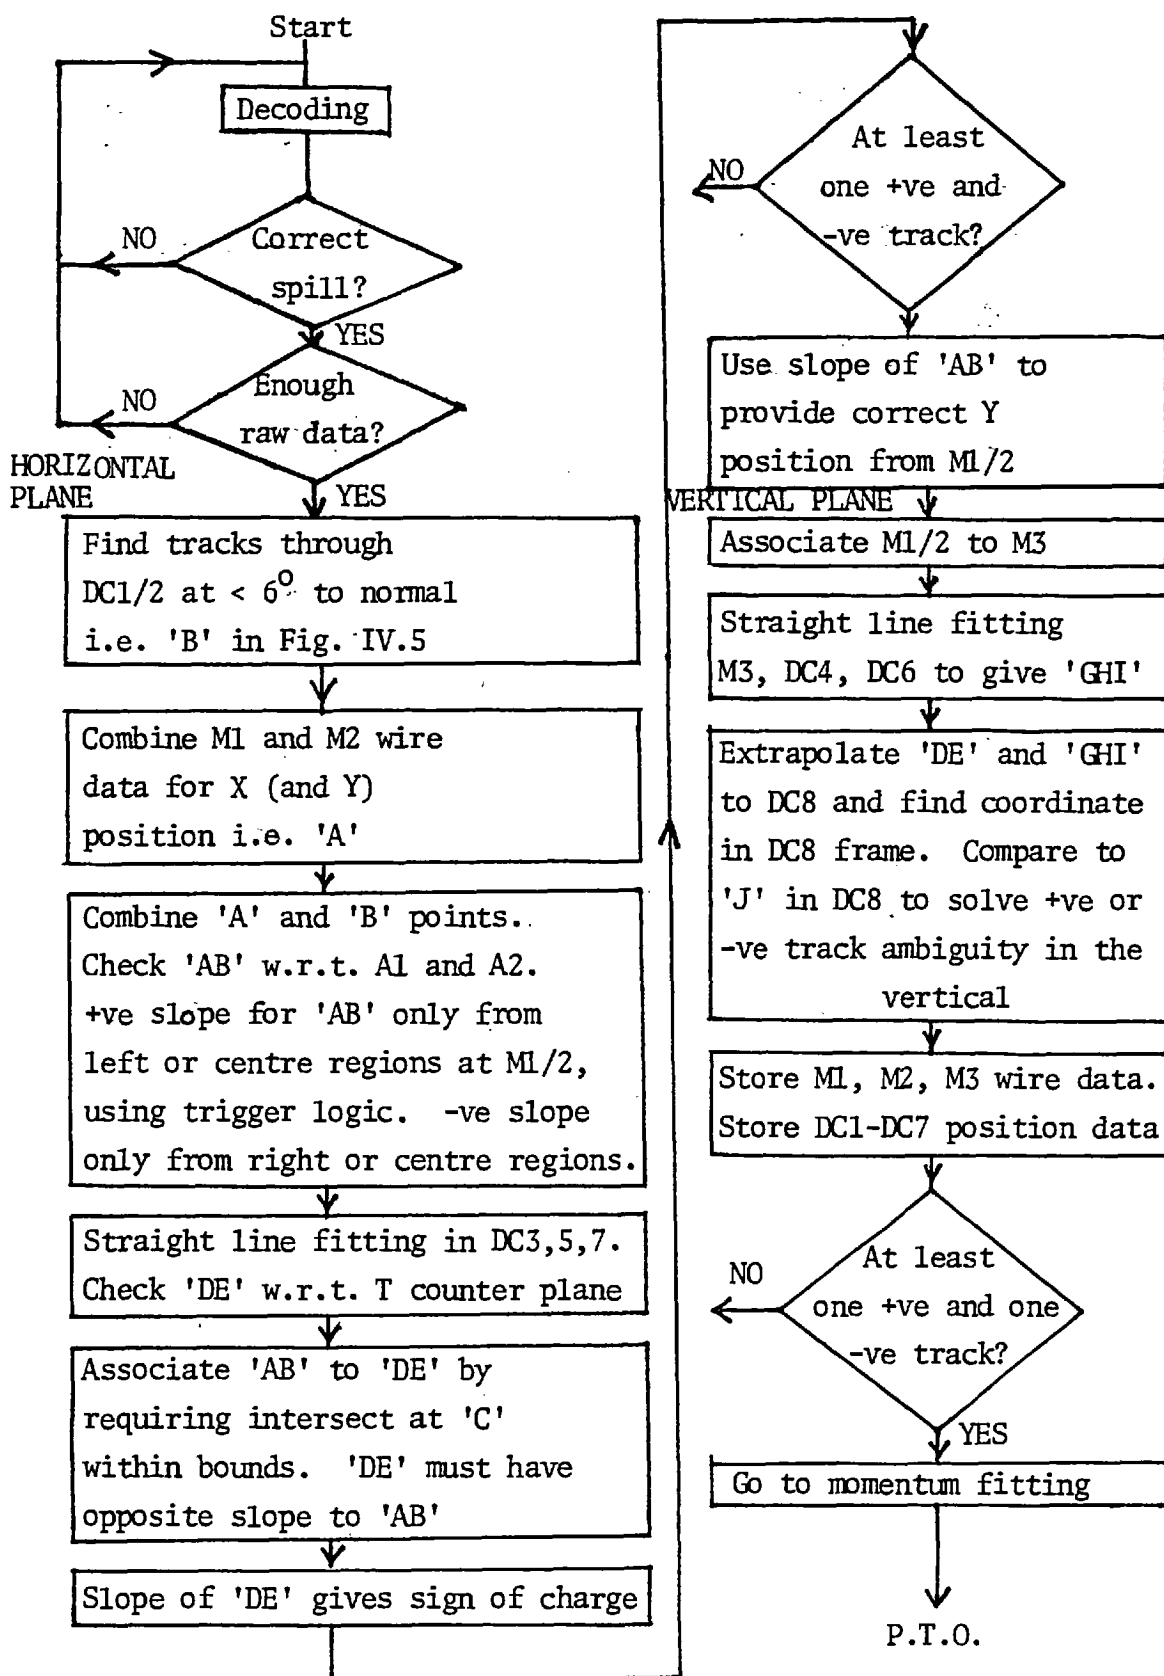 Start
Decoding
NO
Correct
spill?
YES
NO
Enough
raw data?
HORIZONTAL
PLANE
YES
Find tracks through
DC1/2 at < 6° to normal
i.e. 'B' in Fig. IV.5
Combine M1 and M2 wire
data for X (and Y)
position i.e. 'A'
Combine 'A' and 'B' points.
Check 'AB' w.r.t. A1 and A2.
+ve slope for 'AB' only from
left or centre regions at M1/2,
using trigger logic. -ve slope
only from right or centre regions.
Straight line fitting in DC3,5,7.
Check 'DE' w.r.t. T counter plane
Associate 'AB' to 'DE' by
requiring intersect at 'C'
within bounds. 'DE' must have
opposite slope to 'AB'
Slope of 'DE' gives sign of charge
At least
NO
one +ve and
-ve track?
Use slope of 'AB' to
provide correct Y
position from M1/2
VERTICAL PLANE
Associate M1/2 to M3
Straight line fitting
M3, DC4, DC6 to give 'GHI'
Extrapolate 'DE' and 'GHI'
to DC8 and find coordinate
in DC8 frame. Compare to
'J' in DC8 to solve +ve or
-ve track ambiguity in the
vertical
Store M1, M2, M3 wire data.
Store DC1-DC7 position data
NO
At least
one +ve and one
-ve track?
YES
Go to momentum fitting
P.T.O.